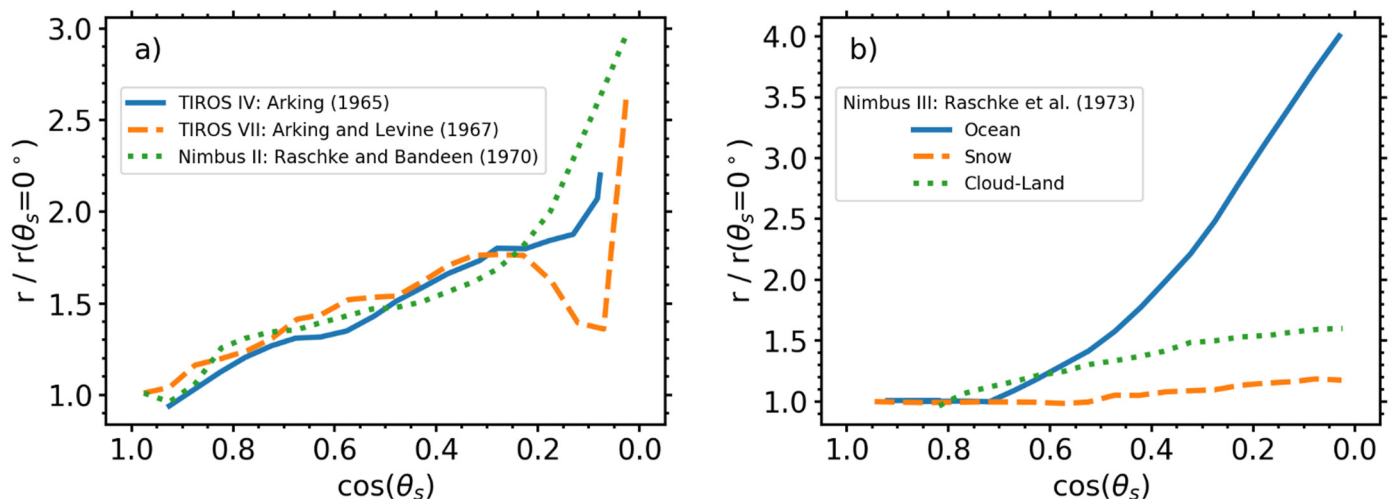 a)
TIROS IV: Arking (1965)
TIROS VII: Arking and Levine (1967)
Nimbus II: Raschke and Bandeen (1970)
r / r(θₛ=0°)
3.0
2.5
2.0
1.5
1.0
1.0 0.8 0.6 0.4 0.2 0.0
cos(θₛ)
b)
Nimbus III: Raschke et al. (1973)
Ocean
Snow
Cloud-Land
r / r(θₛ=0°)
4.0
3.5
3.0
2.5
2.0
1.5
1.0
1.0 0.8 0.6 0.4 0.2 0.0
cos(θₛ)